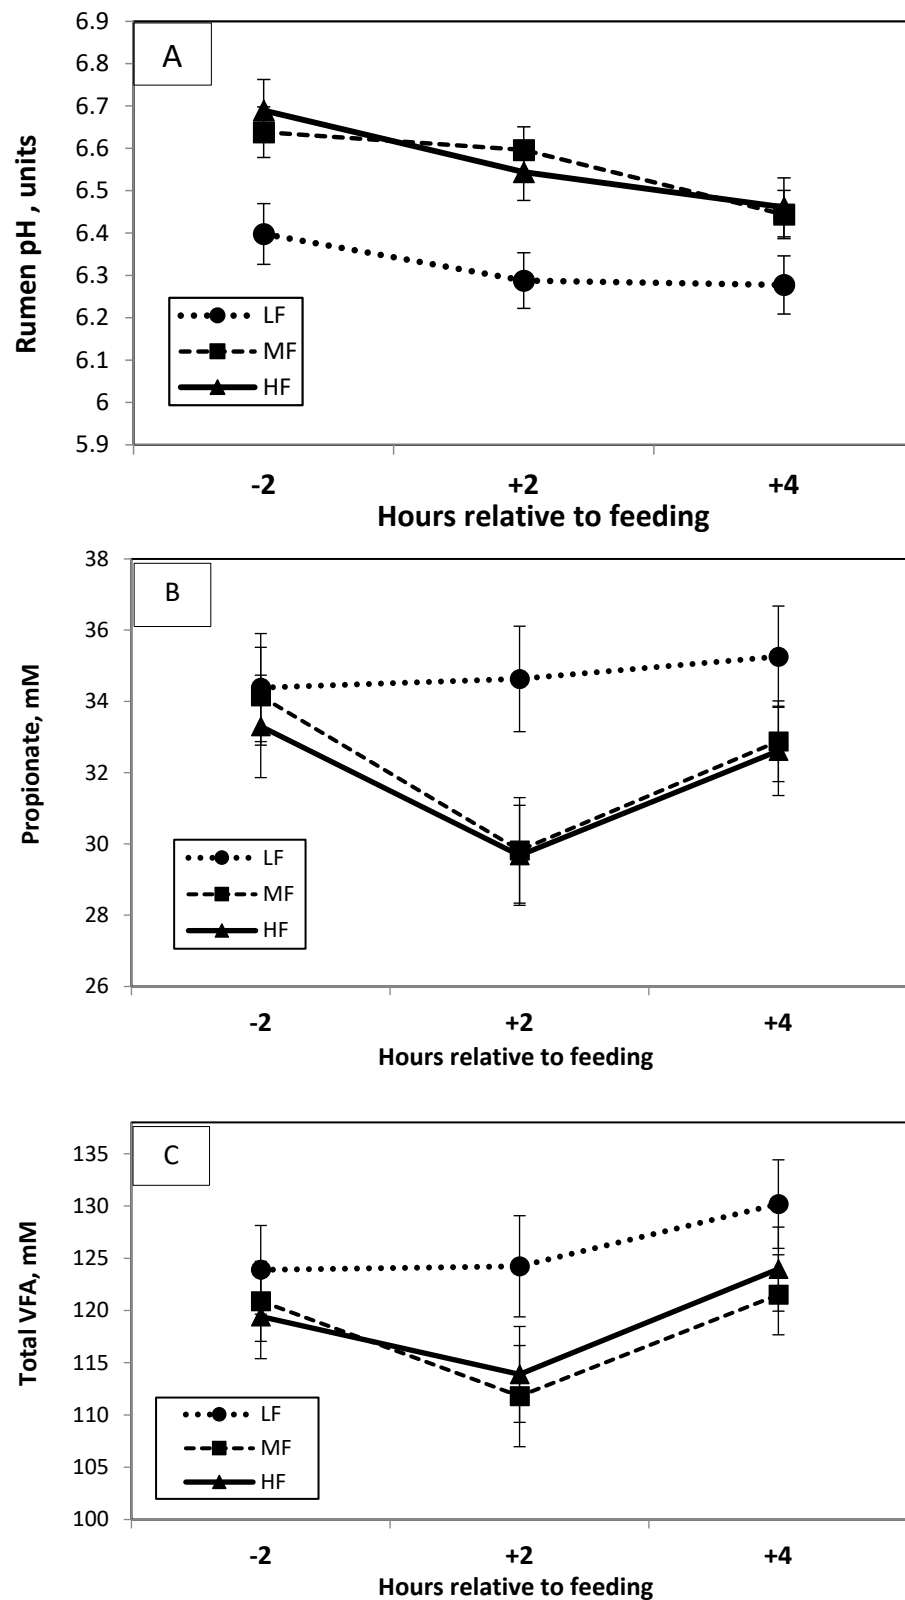 A
6.9
6.8
6.7
6.6
6.5
6.4
6.3
6.2
6.1
6
5.9
Rumen pH , units
LF
MF
HF
-2 +2 +4
Hours relative to feeding
B
38
36
34
32
30
28
26
Propionate, mM
LF
MF
HF
-2 +2 +4
Hours relative to feeding
C
135
130
125
120
115
110
105
100
Total VFA, mM
LF
MF
HF
-2 +2 +4
Hours relative to feeding